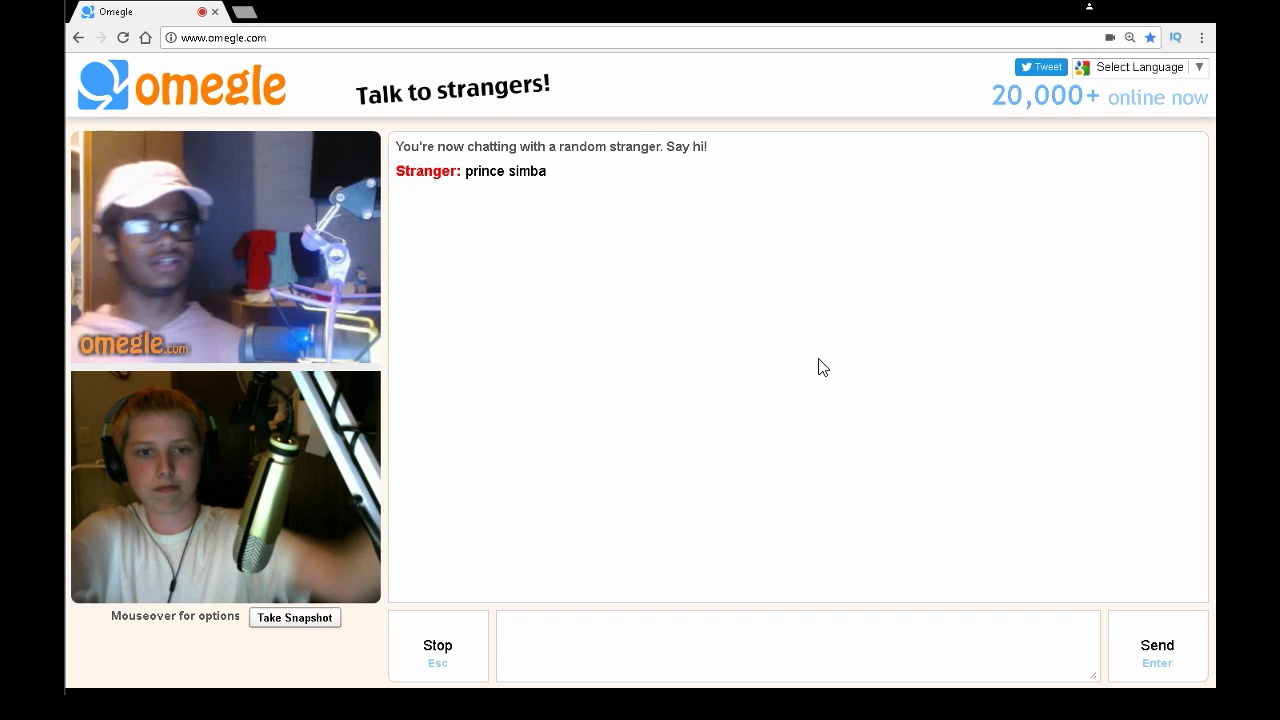 Omegle
www.omegle.com
IQ
omegle
Talk to strangers!
Tweet
Select Language
20,000+ online now
You're now chatting with a random stranger. Say hi!
Stranger: prince simba
omegle.com
Mouseover for options
Take Snapshot
Stop
Esc
Send
Enter